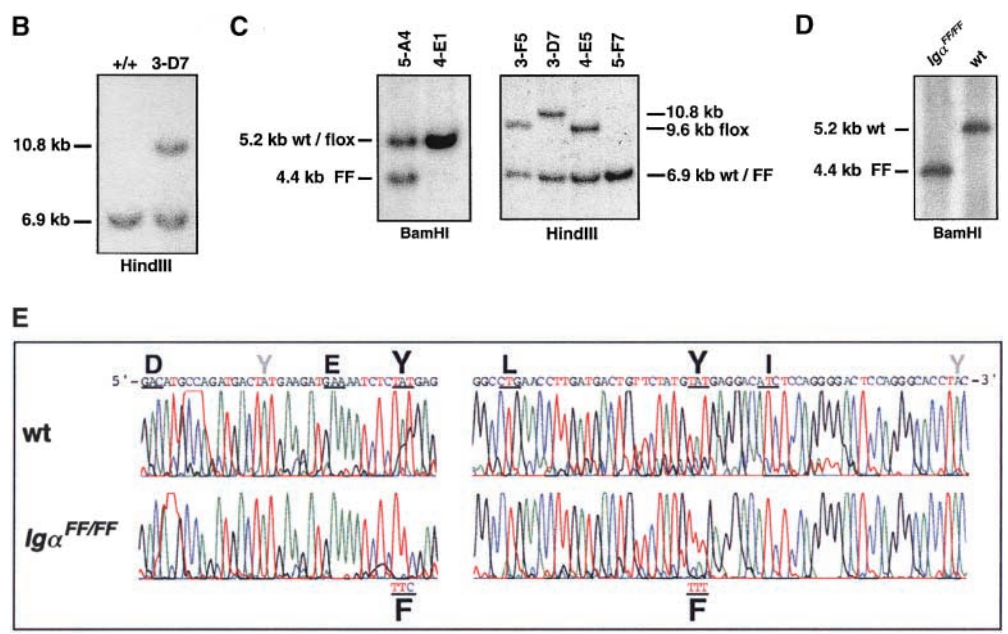 B
+/+ 3-D7
10.8 kb
6.9 kb
HindIII
C
5-A4 4-E1
5.2 kb wt / flox
4.4 kb FF
BamHI
3-F5 3-D7 4-E5 5-F7
10.8 kb
9.6 kb flox
6.9 kb wt / FF
HindIII
D
Igα FF/FF wt
5.2 kb wt
4.4 kb FF
BamHI
E
D Y E Y L Y I Y
5'-GACATGCCAGATGACTATGAAGATGAAAATCTCTATGAG GGCCTGAACCTTGATGACTGTTCTATGTATGAGGACATCTCCAGGGGACTCCAGGGCACCTAC-3'
wt
Igα FF/FF
TTC TTT
F F